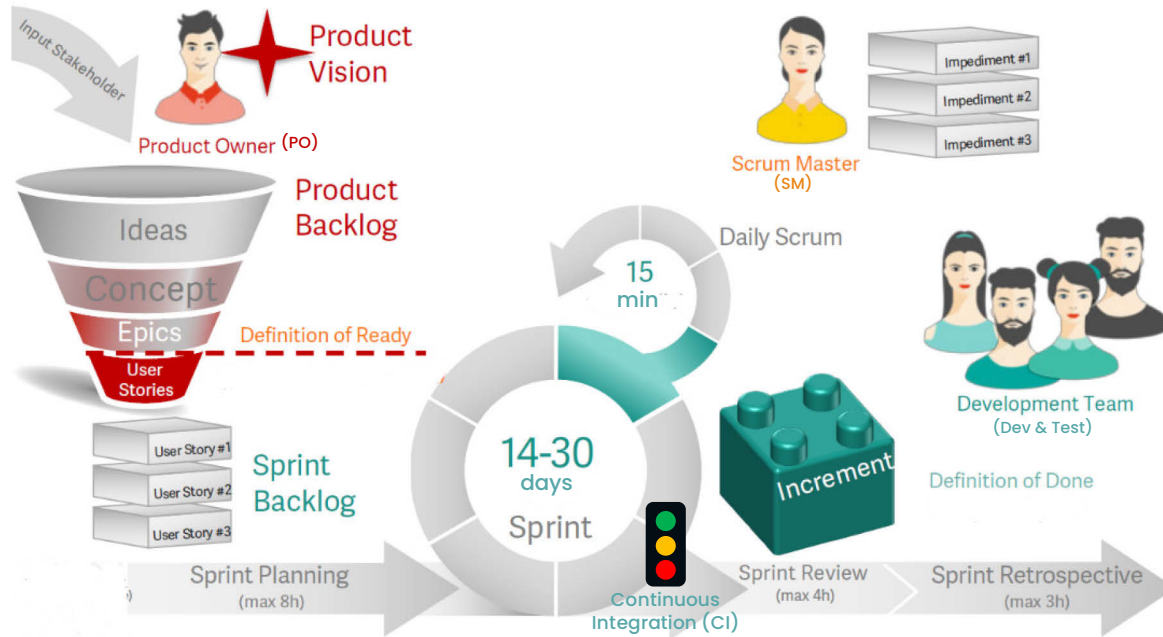 Input Stakeholder
Product
Vision
Product Owner (PO)
Impediment #1
Impediment #2
Impediment #3
Scrum Master
(SM)
Product
Backlog
Ideas
Concept
Epics
User
Stories
Definition of Ready
Daily Scrum
15
min
Development Team
(Dev & Test)
User Story #1
User Story #2
User Story #3
Sprint
Backlog
14-30
days
Sprint
Increment
Definition of Done
Sprint Planning
(max 8h)
Continuous
Integration (CI)
Sprint Review
(max 4h)
Sprint Retrospective
(max 3h)